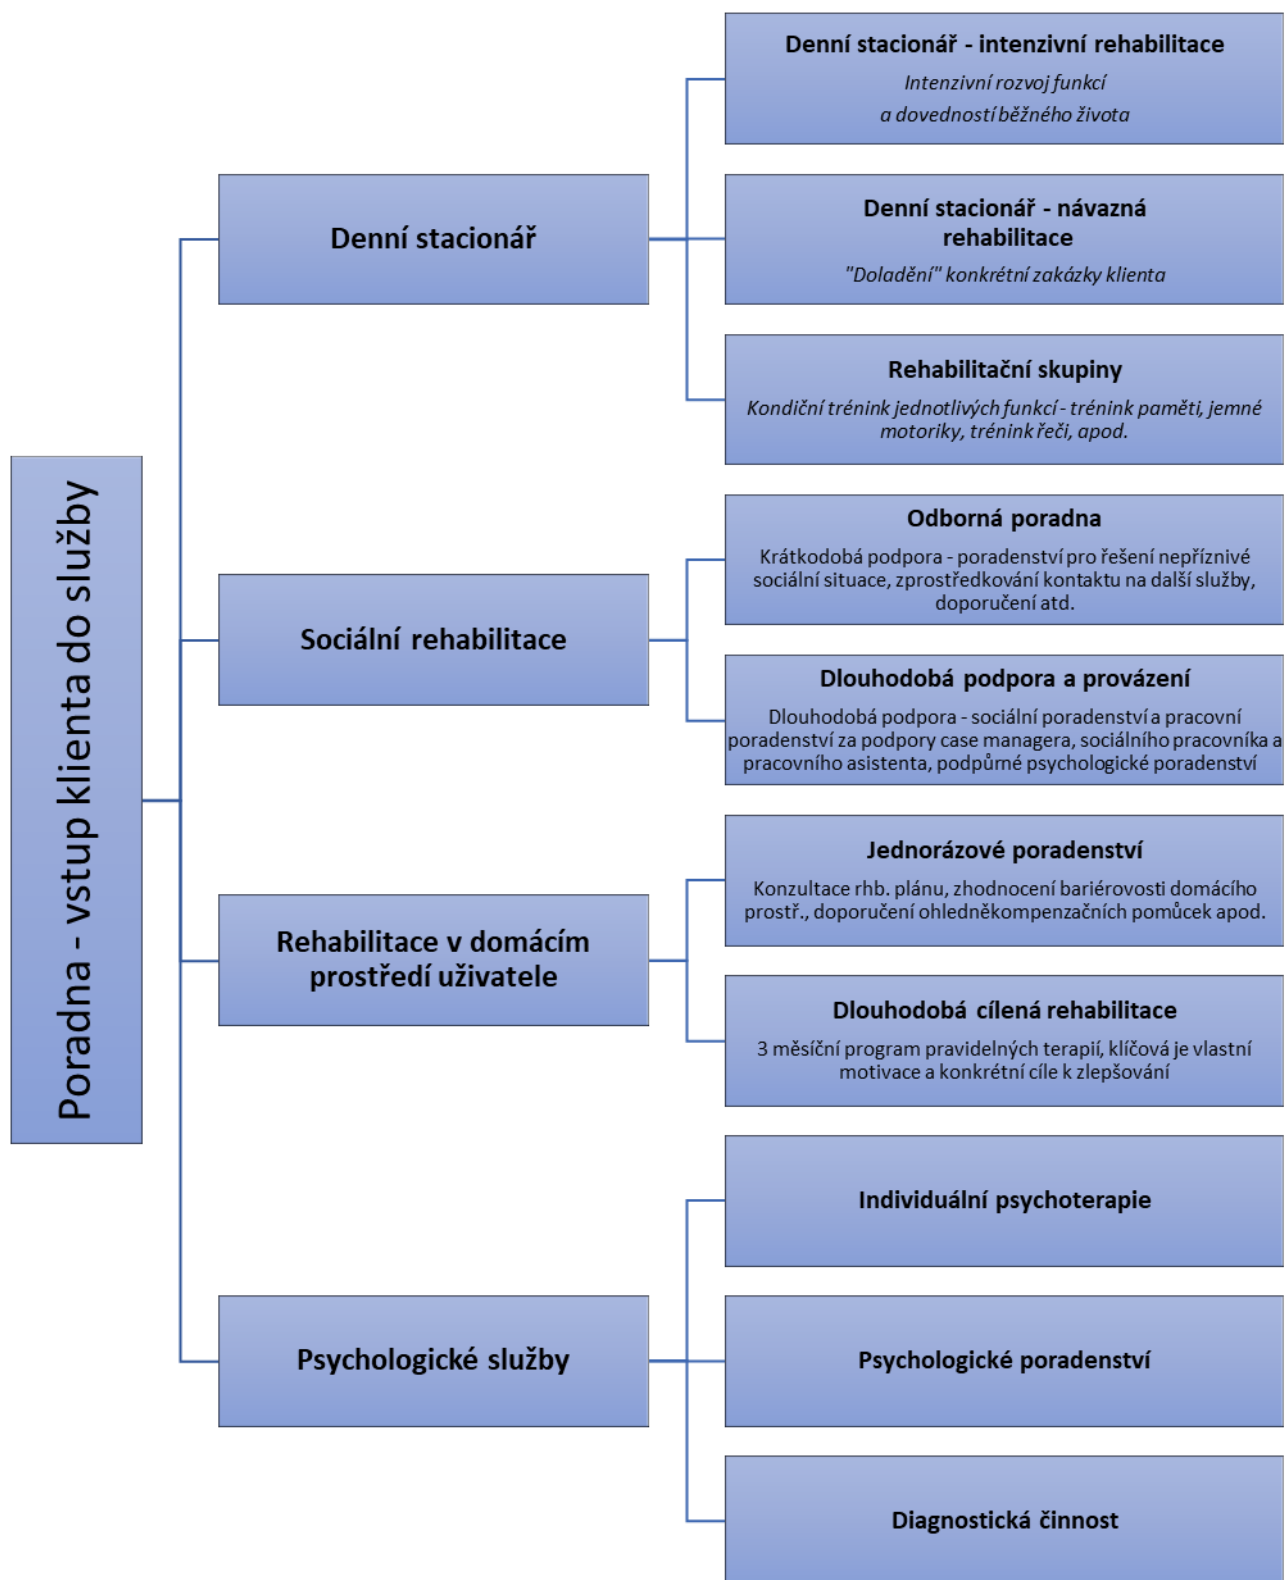 Poradna - vstup klienta do služby
Denní stacionář
Denní stacionář - intenzivní rehabilitace
Intenzivní rozvoj funkcí
a dovedností běžného života
Denní stacionář - návazná
rehabilitace
"Doladění" konkrétní zakázky klienta
Rehabilitační skupiny
Kondiční trénink jednotlivých funkcí - trénink paměti, jemné
motoriky, trénink řeči, apod.
Sociální rehabilitace
Odborná poradna
Krátkodobá podpora - poradenství pro řešení nepříznivé
sociální situace, zprostředkování kontaktu na další služby,
doporučení atd.
Dlouhodobá podpora a provázení
Dlouhodobá podpora - sociální poradenství a pracovní
poradenství za podpory case managera, sociálního pracovníka a
pracovního asistenta, podpůrné psychologické poradenství
Rehabilitace v domácím
prostředí uživatele
Jednorázové poradenství
Konzultace rhb. plánu, zhodnocení bariérovosti domácího
prostř., doporučení ohledněkompenzačních pomůcek apod.
Dlouhodobá cílená rehabilitace
3 měsíční program pravidelných terapií, klíčová je vlastní
motivace a konkrétní cíle k zlepšování
Psychologické služby
Individuální psychoterapie
Psychologické poradenství
Diagnostická činnost